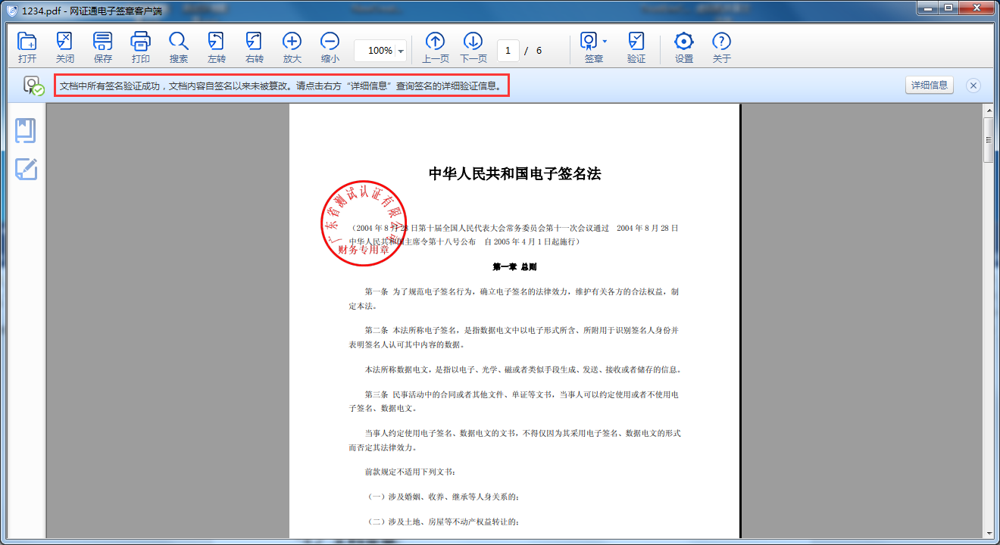 1234.pdf - 网证通电子签章客户端
打开 关闭 保存 打印 搜索 左转 右转 放大 缩小 100% 上一页 下一页 1 / 6 签章 验证 设置 关于
文档中所有签名验证成功，文档内容自签名以来未被篡改。请点击右方“详细信息”查询签名的详细验证信息。 详细信息
中华人民共和国电子签名法
广东省测试认证有限公司
财务专用章
（2004 年 8 月 28 日第十届全国人民代表大会常务委员会第十一次会议通过 2004 年 8 月 28 日
中华人民共和国主席令第十八号公布 自 2005 年 4 月 1 日起施行）
第一章 总则
第一条 为了规范电子签名行为，确立电子签名的法律效力，维护有关各方的合法权益，制
定本法。
第二条 本法所称电子签名，是指数据电文中以电子形式所含、所附用于识别签名人身份并
表明签名人认可其中内容的数据。
本法所称数据电文，是指以电子、光学、磁或者类似手段生成、发送、接收或者储存的信息。
第三条 民事活动中的合同或者其他文件、单证等文书，当事人可以约定使用或者不使用电
子签名、数据电文。
当事人约定使用电子签名、数据电文的文书，不得仅因为其采用电子签名、数据电文的形式
而否定其法律效力。
前款规定不适用下列文书：
（一）涉及婚姻、收养、继承等人身关系的；
（二）涉及土地、房屋等不动产权益转让的；